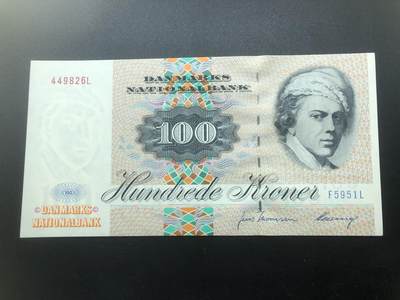 DANMARKS
NATIONALBANK
449826L
100
Hundrede Kroner
F5951L
©DANMARKS©
NATIONALBANK